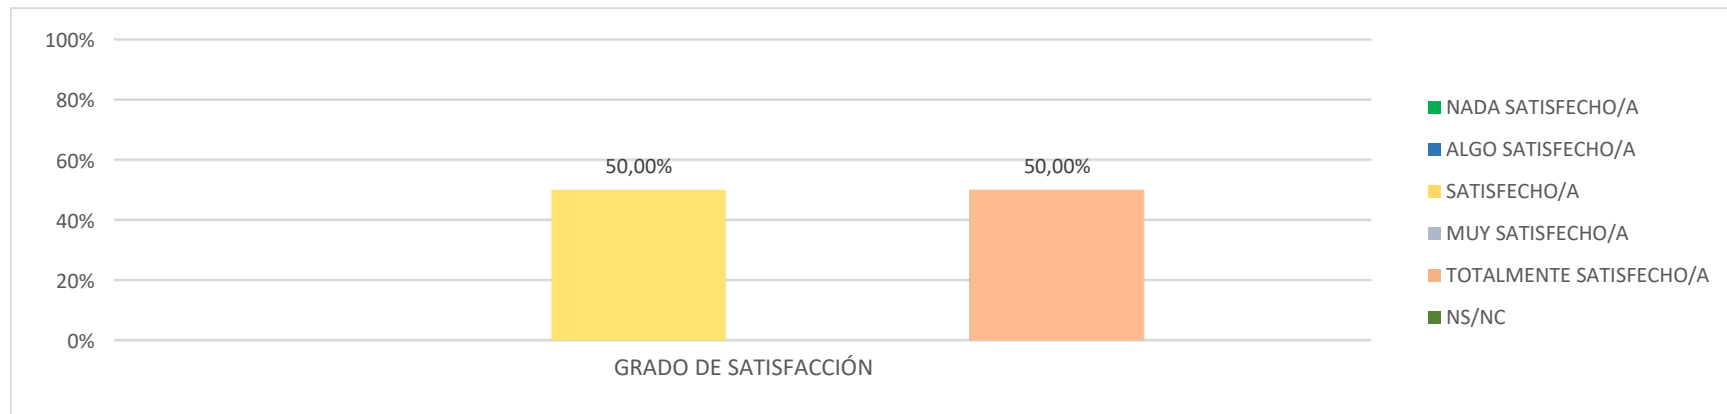 100%
80%
60%
40%
20%
0%
50,00%
50,00%
GRADO DE SATISFACCIÓN
NADA SATISFECHO/A
ALGO SATISFECHO/A
SATISFECHO/A
MUY SATISFECHO/A
TOTALMENTE SATISFECHO/A
NS/NC